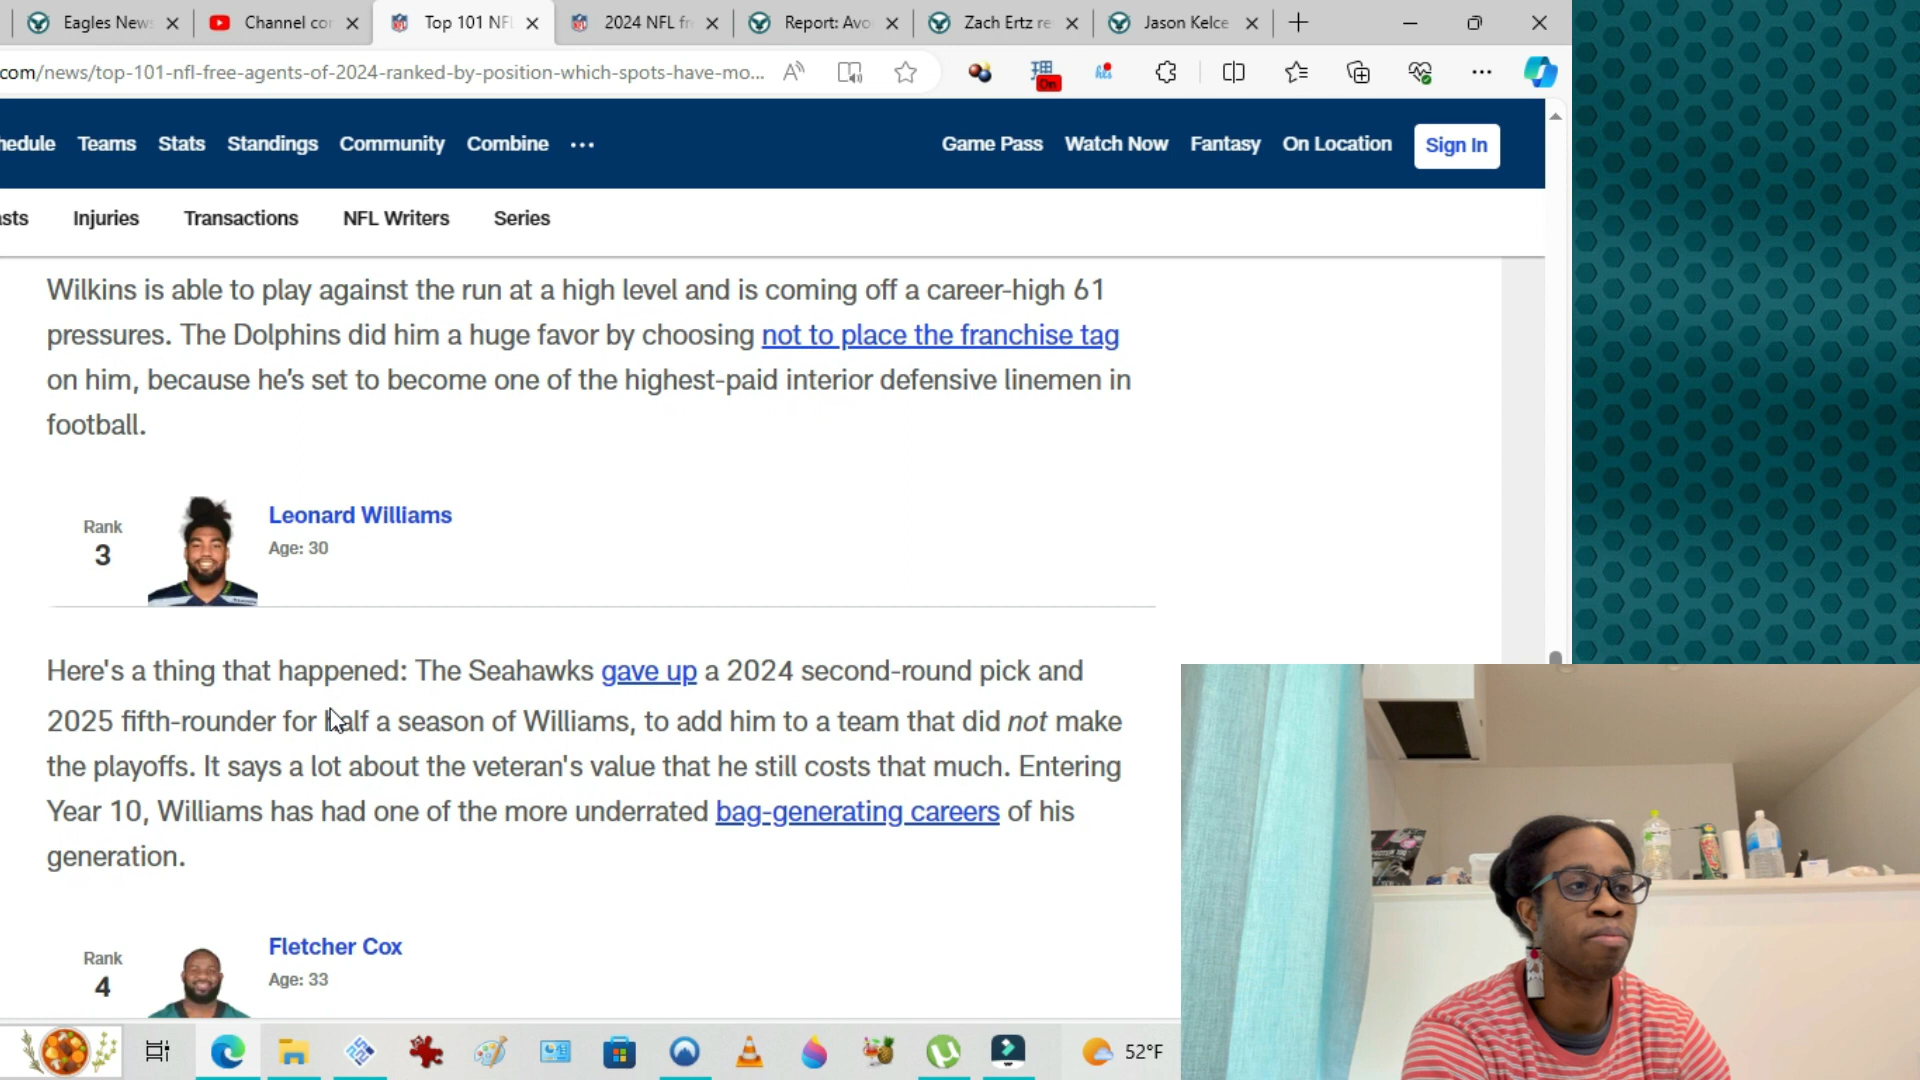 Eagles New
Channel co
Top 101 NFL
2024 NFL fr
Report: Avo
Zach Ertz re
Jason Kelce
com/news/top-101-nfl-free-agents-of-2024-ranked-by-position-which-spots-have-mo...
On
hedule Teams Stats Standings Community Combine ...
Game Pass Watch Now Fantasy On Location Sign In
asts Injuries Transactions NFL Writers Series
Wilkins is able to play against the run at a high level and is coming off a career-high 61
pressures. The Dolphins did him a huge favor by choosing not to place the franchise tag
on him, because he's set to become one of the highest-paid interior defensive linemen in
football.
Rank
3
Leonard Williams
Age: 30
Here's a thing that happened: The Seahawks gave up a 2024 second-round pick and
2025 fifth-rounder for half a season of Williams, to add him to a team that did not make
the playoffs. It says a lot about the veteran's value that he still costs that much. Entering
Year 10, Williams has had one of the more underrated bag-generating careers of his
generation.
Rank
4
Fletcher Cox
Age: 33
52°F